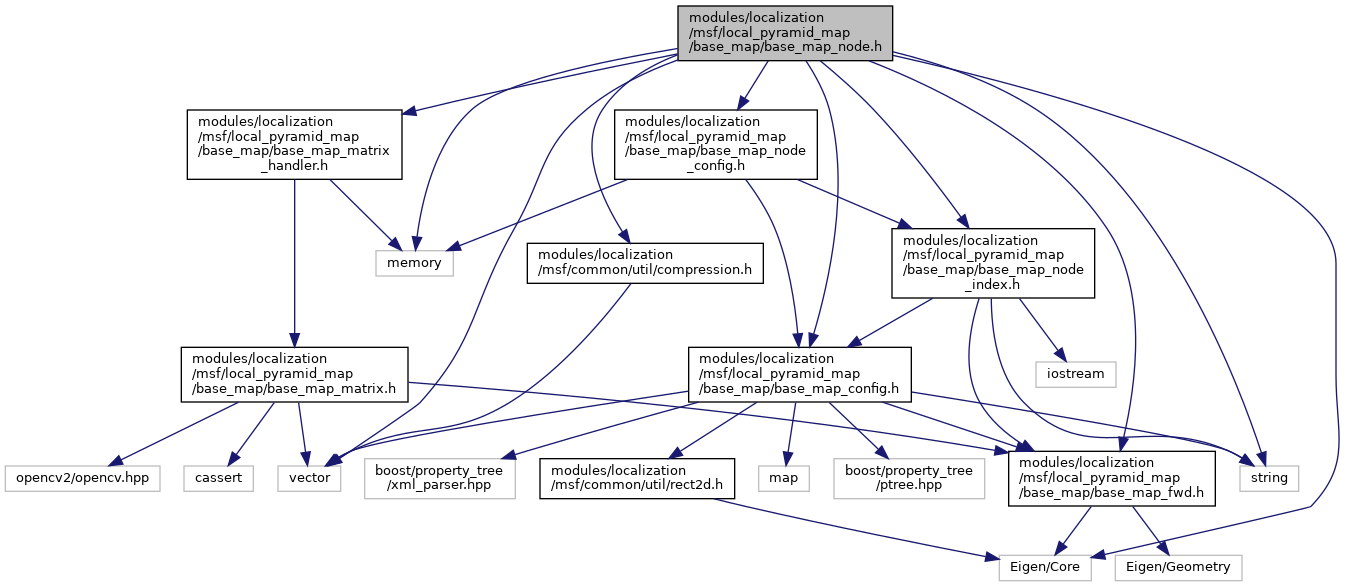 modules/localization
/msf/local_pyramid_map
/base_map/base_map_node.h
modules/localization
/msf/local_pyramid_map
/base_map/base_map_matrix
_handler.h
modules/localization
/msf/local_pyramid_map
/base_map/base_map_node
_config.h
modules/localization
/msf/local_pyramid_map
/base_map/base_map_node
_index.h
memory
modules/localization
/msf/common/util/compression.h
modules/localization
/msf/local_pyramid_map
/base_map/base_map_matrix.h
modules/localization
/msf/local_pyramid_map
/base_map/base_map_config.h
iostream
opencv2/opencv.hpp
cassert
vector
boost/property_tree
/xml_parser.hpp
modules/localization
/msf/common/util/rect2d.h
map
boost/property_tree
/ptree.hpp
modules/localization
/msf/local_pyramid_map
/base_map/base_map_fwd.h
string
Eigen/Core
Eigen/Geometry